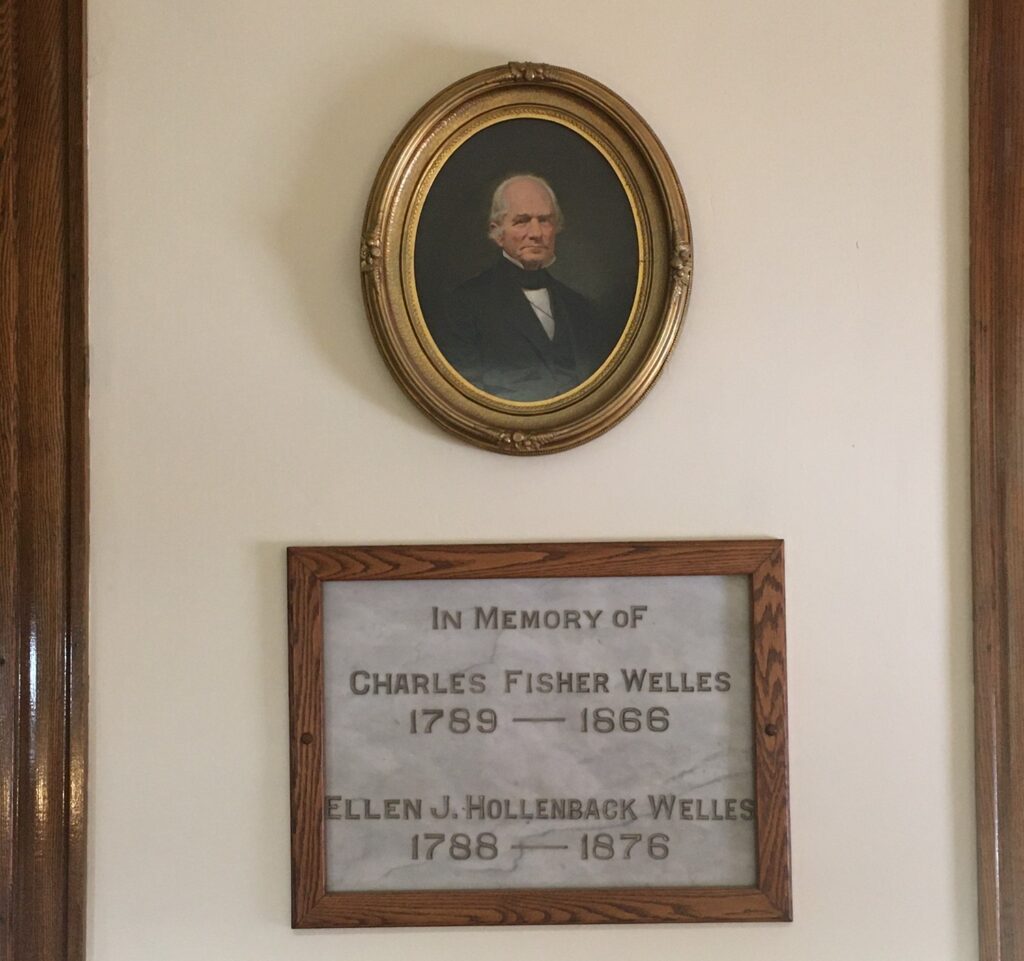 In Memory of
Charles Fisher Welles
1789 — 1866
Ellen J. Hollenback Welles
1788 — 1876